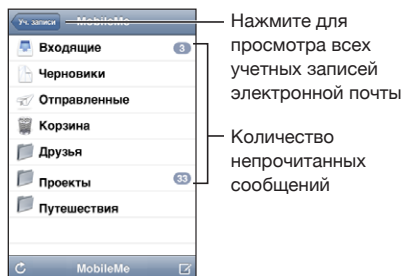 Уч. записи MobileMe
Входящие 3
Черновики
Отправленные
Корзина
Друзья
Проекты 33
Путешествия
MobileMe
Нажмите для
просмотра всех
учетных записей
электронной почты
Количество
непрочитанных
сообщений